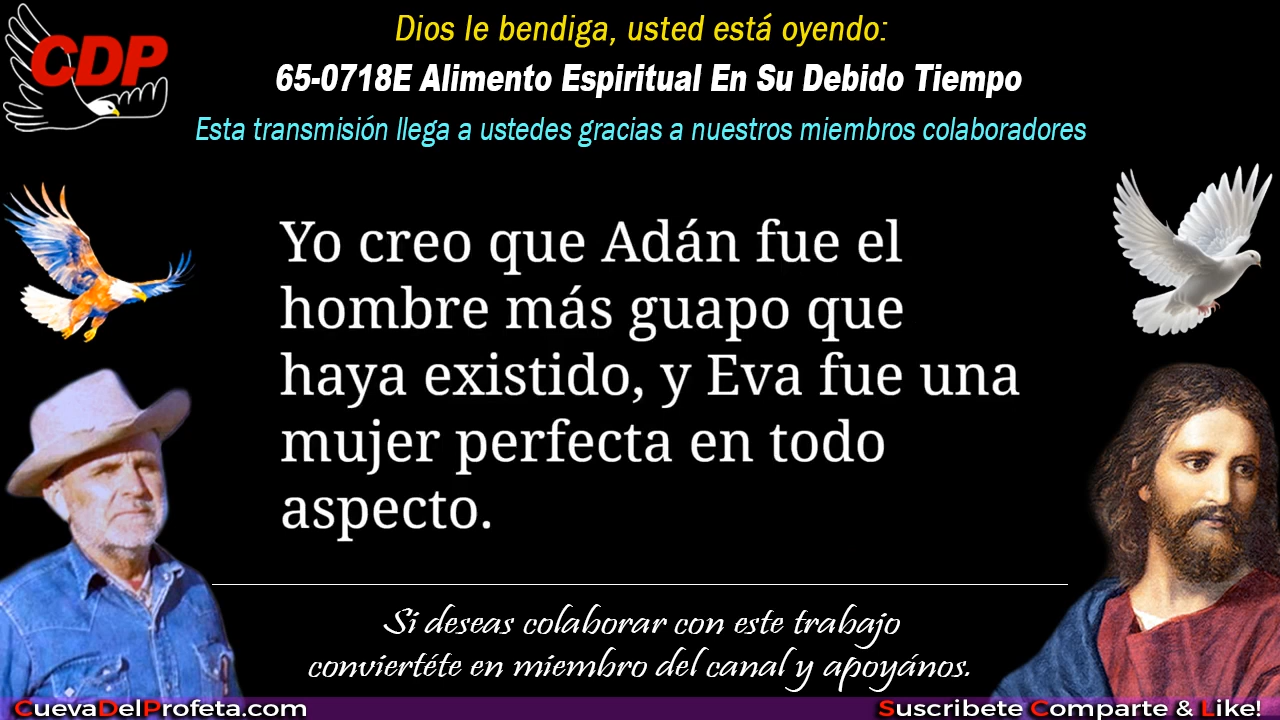 CDP
Dios le bendiga, usted está oyendo:
65-0718E Alimento Espiritual En Su Debido Tiempo
Esta transmisión llega a ustedes gracias a nuestros miembros colaboradores
Yo creo que Adán fue el
hombre más guapo que
haya existido, y Eva fue una
mujer perfecta en todo
aspecto.
Si deseas colaborar con este trabajo
conviertéte en miembro del canal y apoyános.
CuevaDelProfeta.com
Suscribete Comparte & Like!